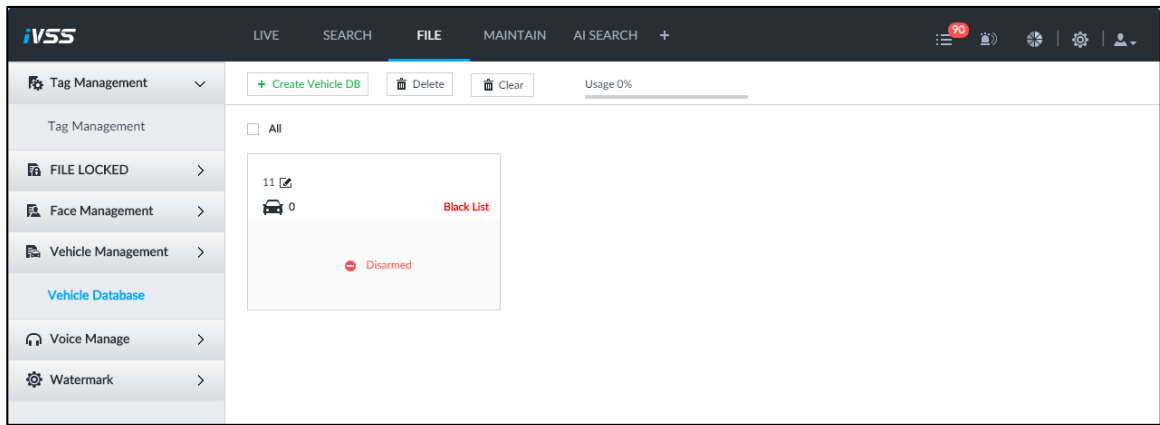 iVSS
LIVE SEARCH FILE MAINTAIN AI SEARCH +
90
Tag Management
Tag Management
FILE LOCKED
Face Management
Vehicle Management
Vehicle Database
Voice Manage
Watermark
+ Create Vehicle DB Delete Clear Usage 0%
All
11
0 Black List
Disarmed